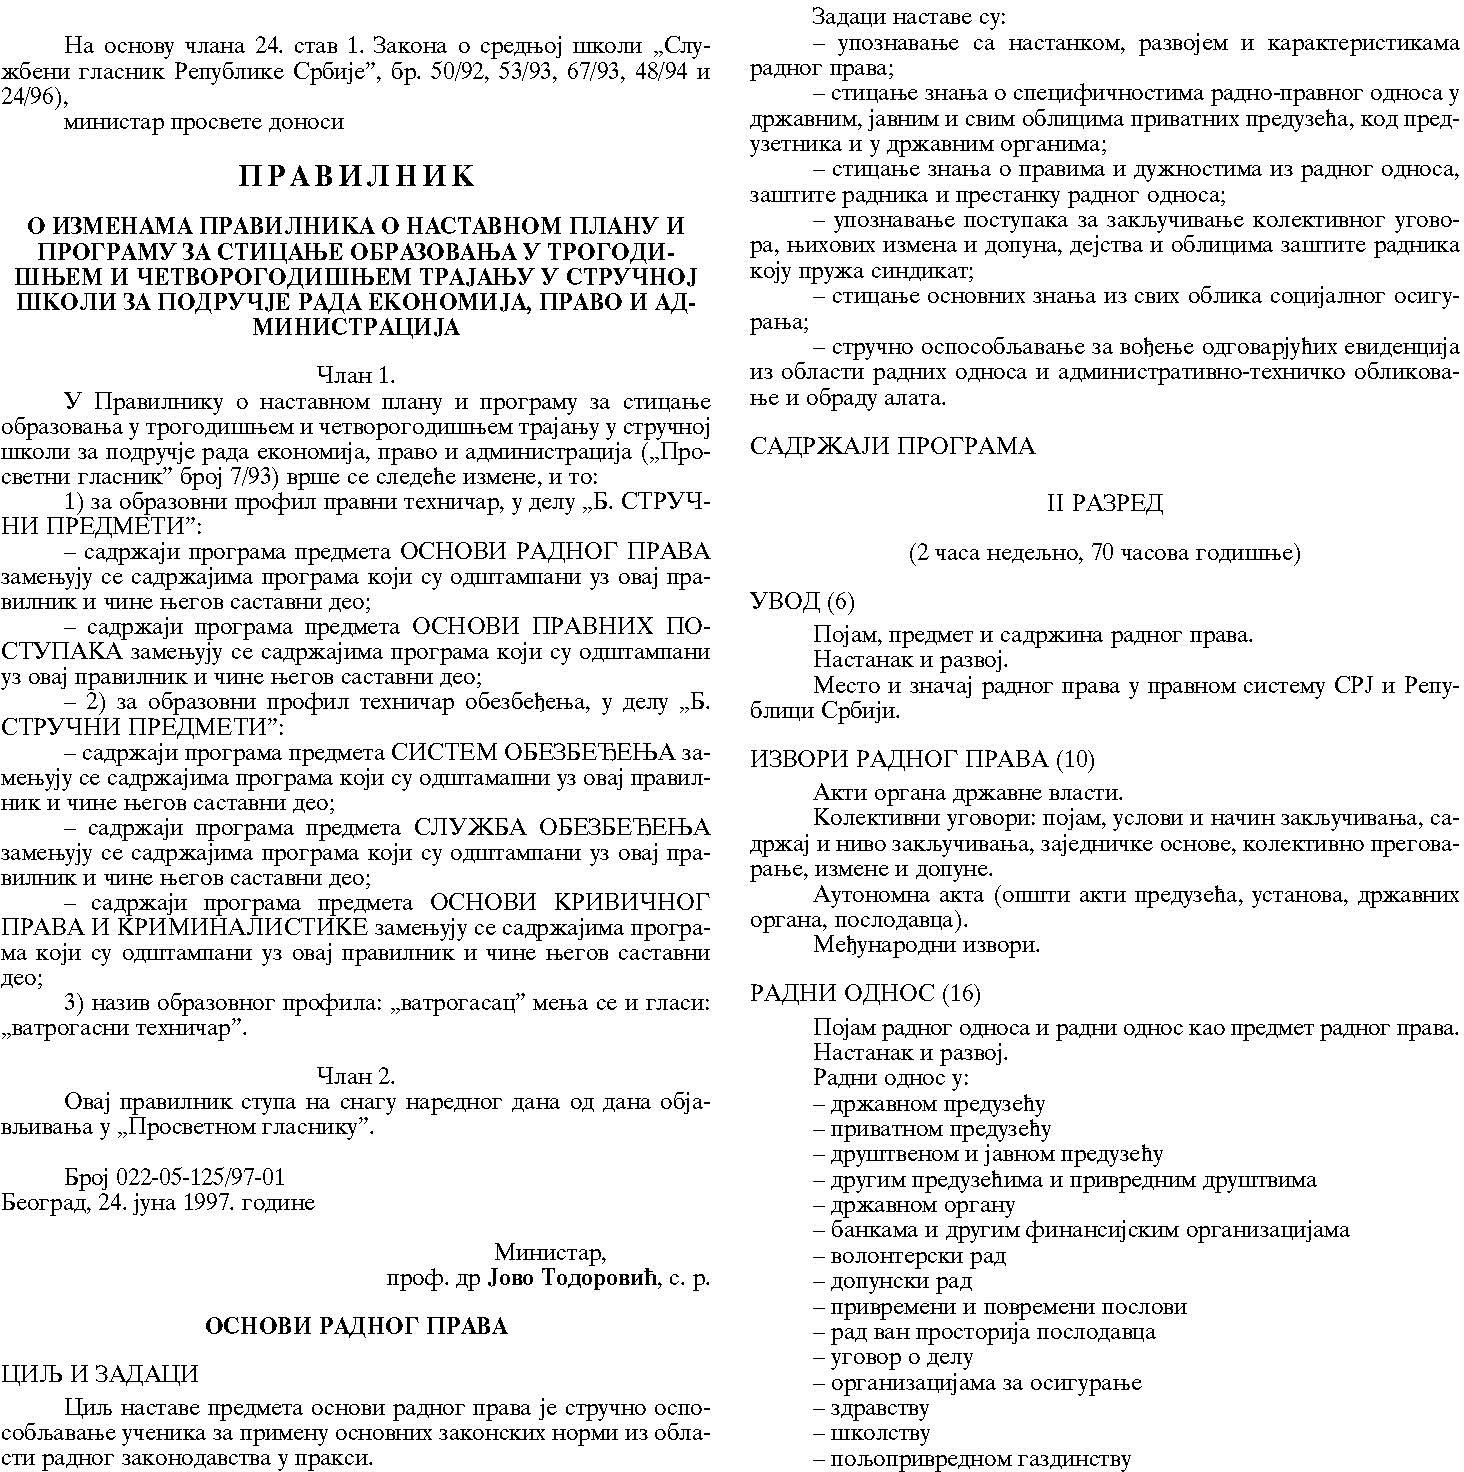 На основу члана 24. став 1. Закона о средњој школи „Слу-
жбени гласник Републике Србије”, бр. 50/92, 53/93, 67/93, 48/94 и
24/96),
министар просвете доноси
ПРАВИЛНИК
О ИЗМЕНАМА ПРАВИЛНИКА О НАСТАВНОМ ПЛАНУ И
ПРОГРАМУ ЗА СТИЦАЊЕ ОБРАЗОВАЊА У ТРОГОДИ-
ШЊЕМ И ЧЕТВОРОГОДИШЊЕМ ТРАЈАЊУ У СТРУЧНОЈ
ШКОЛИ ЗА ПОДРУЧЈЕ РАДА ЕКОНОМИЈА, ПРАВО И АД-
МИНИСТРАЦИЈА
Члан 1.
У Правилнику о наставном плану и програму за стицање
образовања у трогодишњем и четворогодишњем трајању у стручној
школи за подручје рада економија, право и администрација („Про-
светни гласник” број 7/93) врше се следеће измене, и то:
1) за образовни профил правни техничар, у делу „Б. СТРУЧ-
НИ ПРЕДМЕТИ”:
– садржаји програма предмета ОСНОВИ РАДНОГ ПРАВА
замењују се садржајима програма који су одштампани уз овај пра-
вилник и чине његов саставни део;
– садржаји програма предмета ОСНОВИ ПРАВНИХ ПО-
СТУПАКА замењују се садржајима програма који су одштампани
уз овај правилник и чине његов саставни део;
– 2) за образовни профил техничар обезбеђења, у делу „Б.
СТРУЧНИ ПРЕДМЕТИ”:
– садржаји програма предмета СИСТЕМ ОБЕЗБЕЂЕЊА за-
мењују се садржајима програма који су одштамапни уз овај правил-
ник и чине његов саставни део;
– садржаји програма предмета СЛУЖБА ОБЕЗБЕЂЕЊА
замењују се садржајима програма који су одштампани уз овај пра-
вилник и чине његов саставни део;
– садржаји програма предмета ОСНОВИ КРИВИЧНОГ
ПРАВА И КРИМИНАЛИСТИКЕ замењују се садржајима програ-
ма који су одштампани уз овај правилник и чине његов саставни
део;
3) назив образовног профила: „ватрогасац” мења се и гласи:
„ватрогасни техничар”.
Члан 2.
Овај правилник ступа на снагу наредног дана од дана обја-
вљивања у „Просветном гласнику”.
Број 022-05-125/97-01
Београд, 24. јуна 1997. године
Министар,
проф. др Јово Тодоровић, с. р.
ОСНОВИ РАДНОГ ПРАВА
ЦИЉ И ЗАДАЦИ
Циљ наставе предмета основи радног права је стручно оспо-
собљавање ученика за примену основних законских норми из обла-
сти радног законодавства у пракси.
Задаци наставе су:
– упознавање са настанком, развојем и карактеристикама
радног права;
– стицање знања о специфичностима радно-правног односа у
државним, јавним и свим облицима приватних предузећа, код пред-
узетника и у државним органима;
– стицање знања о правима и дужностима из радног односа,
заштите радника и престанку радног односа;
– упознавање поступака за закључивање колективног угово-
ра, њихових измена и допуна, дејства и облицима заштите радника
коју пружа синдикат;
– стицање основних знања из свих облика социјалног осигу-
рања;
– стручно оспособљавање за вођење одговарјућих евиденција
из области радних односа и административно-техничко обликова-
ње и обраду алата.
САДРЖАЈИ ПРОГРАМА
II РАЗРЕД
(2 часа недељно, 70 часова годишње)
УВОД (6)
Појам, предмет и садржина радног права.
Настанак и развој.
Место и значај радног права у правном систему СРЈ и Репу-
блици Србији.
ИЗВОРИ РАДНОГ ПРАВА (10)
Акти органа државне власти.
Колективни уговори: појам, услови и начин закључивања, са-
држај и ниво закључивања, заједничке основе, колективно прегова-
рање, измене и допуне.
Аутономна акта (општи акти предузећа, установа, државних
органа, послодавца).
Међународни извори.
РАДНИ ОДНОС (16)
Појам радног односа и радни однос као предмет радног права.
Настанак и развој.
Радни однос у:
– државном предузећу
– приватном предузећу
– друштвеном и јавном предузећу
– другим предузећима и привредним друштвима
– државном органу
– банкама и другим финансијским организацијама
– волонтерски рад
– допунски рад
– привремени и повремени послови
– рад ван просторија послодавца
– уговор о делу
– организацијама за осигурање
– здравству
– школству
– пољопривредном газдинству